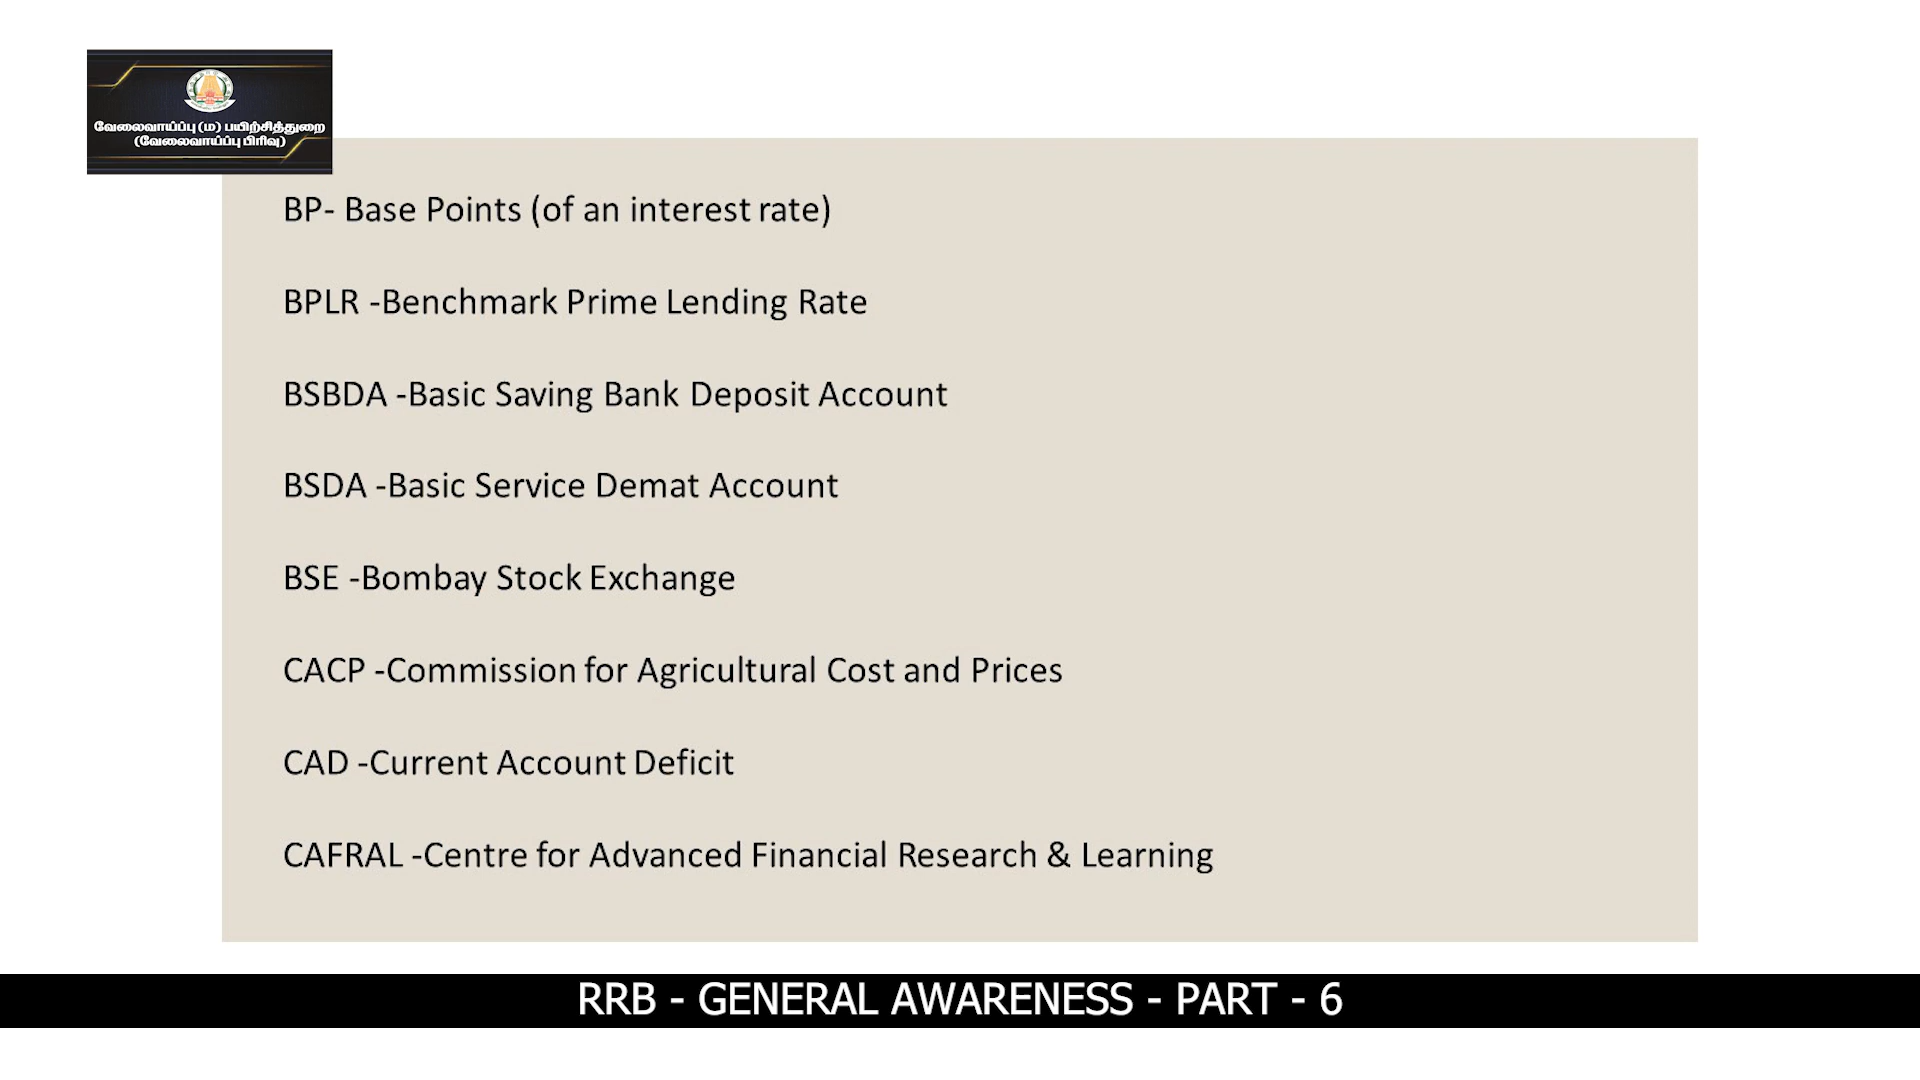 வேலைவாய்ப்பு (ம) பயிற்சித்துறை
(வேலைவாய்ப்பு பிரிவு)
BP- Base Points (of an interest rate)
BPLR -Benchmark Prime Lending Rate
BSBDA -Basic Saving Bank Deposit Account
BSDA -Basic Service Demat Account
BSE -Bombay Stock Exchange
CACP -Commission for Agricultural Cost and Prices
CAD -Current Account Deficit
CAFRAL -Centre for Advanced Financial Research & Learning
RRB - GENERAL AWARENESS - PART - 6